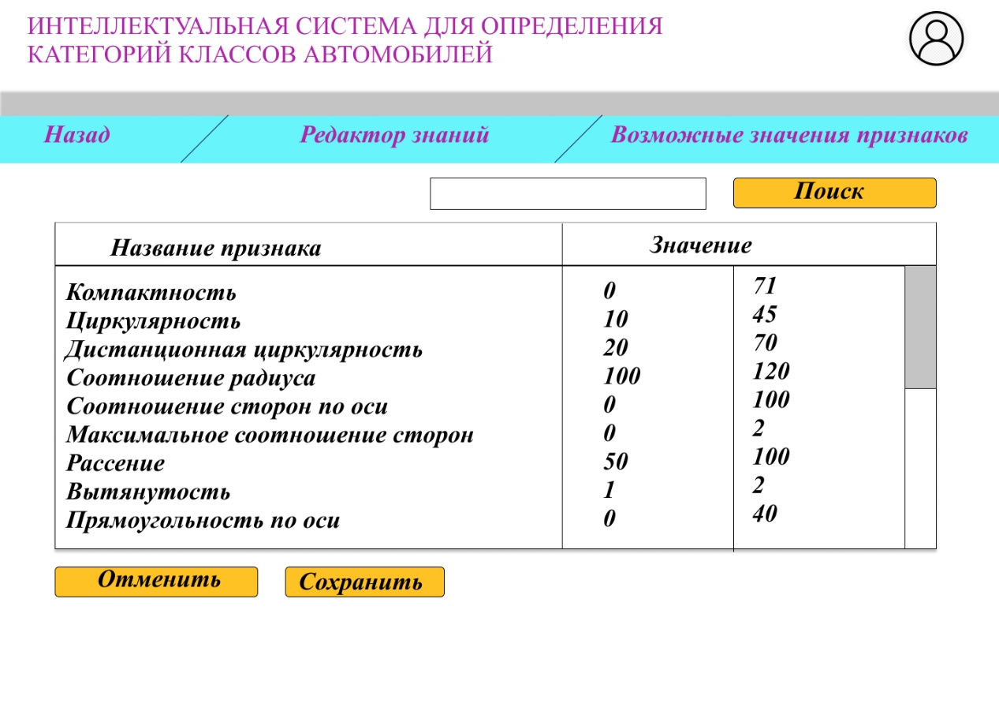 ИНТЕЛЛЕКТУАЛЬНАЯ СИСТЕМА ДЛЯ ОПРЕДЕЛЕНИЯ
КАТЕГОРИЙ КЛАССОВ АВТОМОБИЛЕЙ
Назад Редактор знаний Возможные значения признаков
Поиск
Название признака Значение
Компактность 0 71
Циркулярность 10 45
Дистанционная циркулярность 20 70
Соотношение радиуса 100 120
Соотношение сторон по оси 0 100
Максимальное соотношение сторон 0 2
Рассение 50 100
Вытянутость 1 2
Прямоугольность по оси 0 40
Отменить Сохранить